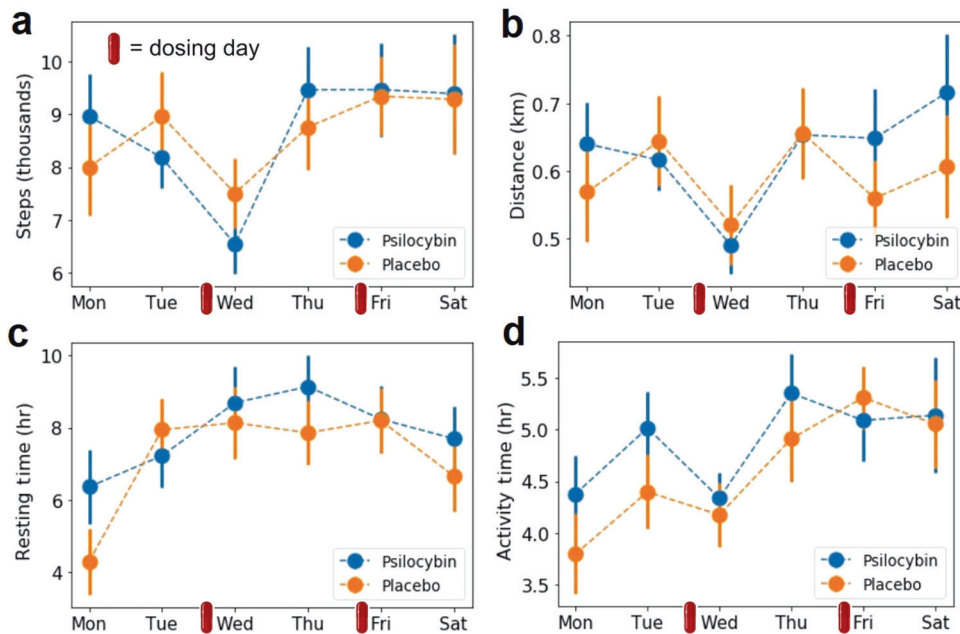 a
= dosing day
Steps (thousands)
10
9
8
7
6
Psilocybin
Placebo
Mon Tue Wed Thu Fri Sat
b
Distance (km)
0.8
0.7
0.6
0.5
Psilocybin
Placebo
Mon Tue Wed Thu Fri Sat
c
Resting time (hr)
10
8
6
4
Psilocybin
Placebo
Mon Tue Wed Thu Fri Sat
d
Activity time (hr)
5.5
5.0
4.5
4.0
3.5
Psilocybin
Placebo
Mon Tue Wed Thu Fri Sat